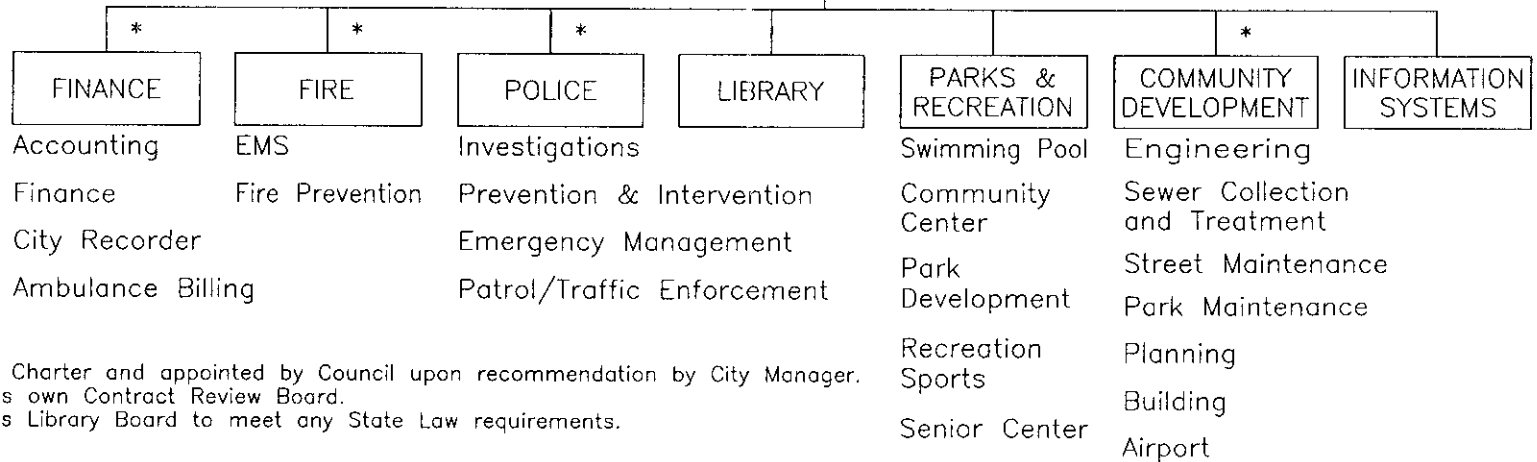 * * * *
FINANCE
Accounting
Finance
City Recorder
Ambulance Billing
FIRE
EMS
Fire Prevention
POLICE
Investigations
Prevention & Intervention
Emergency Management
Patrol/Traffic Enforcement
LIBRARY
PARKS &
RECREATION
Swimming Pool
Community
Center
Park
Development
Recreation
Sports
Senior Center
COMMUNITY
DEVELOPMENT
Engineering
Sewer Collection
and Treatment
Street Maintenance
Park Maintenance
Planning
Building
Airport
INFORMATION
SYSTEMS
Charter and appointed by Council upon recommendation by City Manager.
s own Contract Review Board.
s Library Board to meet any State Law requirements.